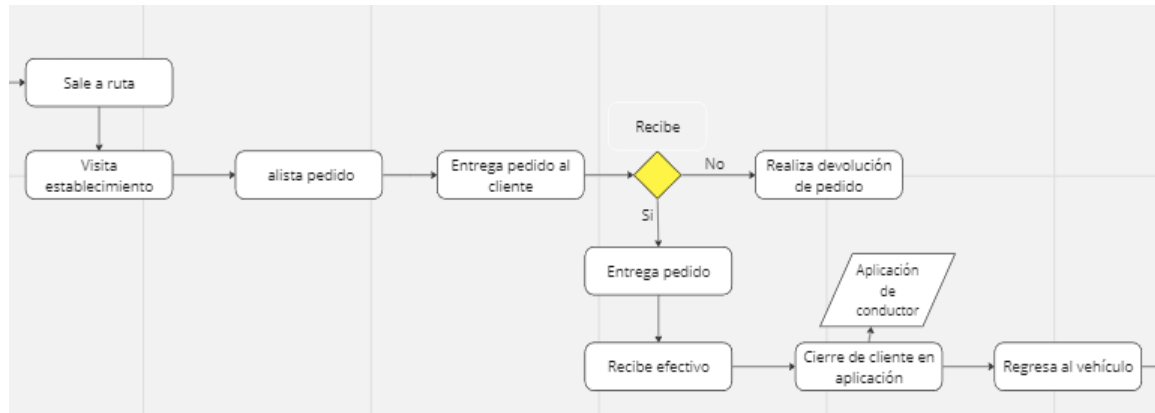 Sale a ruta
Visita
establecimiento
alista pedido
Entrega pedido al
cliente
Recibe
No
Realiza devolución
de pedido
Si
Entrega pedido
Aplicación
de
conductor
Recibe efectivo
Cierre de cliente en
aplicación
Regresa al vehículo